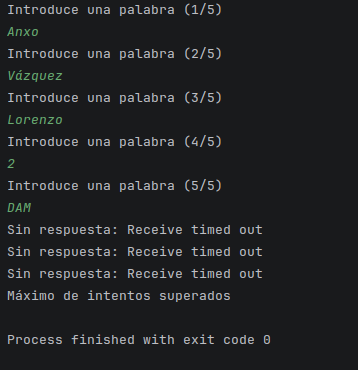 Introduce una palabra (1/5)
Anxo
Introduce una palabra (2/5)
Vázquez
Introduce una palabra (3/5)
Lorenzo
Introduce una palabra (4/5)
2
Introduce una palabra (5/5)
DAM
Sin respuesta: Receive timed out
Sin respuesta: Receive timed out
Sin respuesta: Receive timed out
Máximo de intentos superados
Process finished with exit code 0